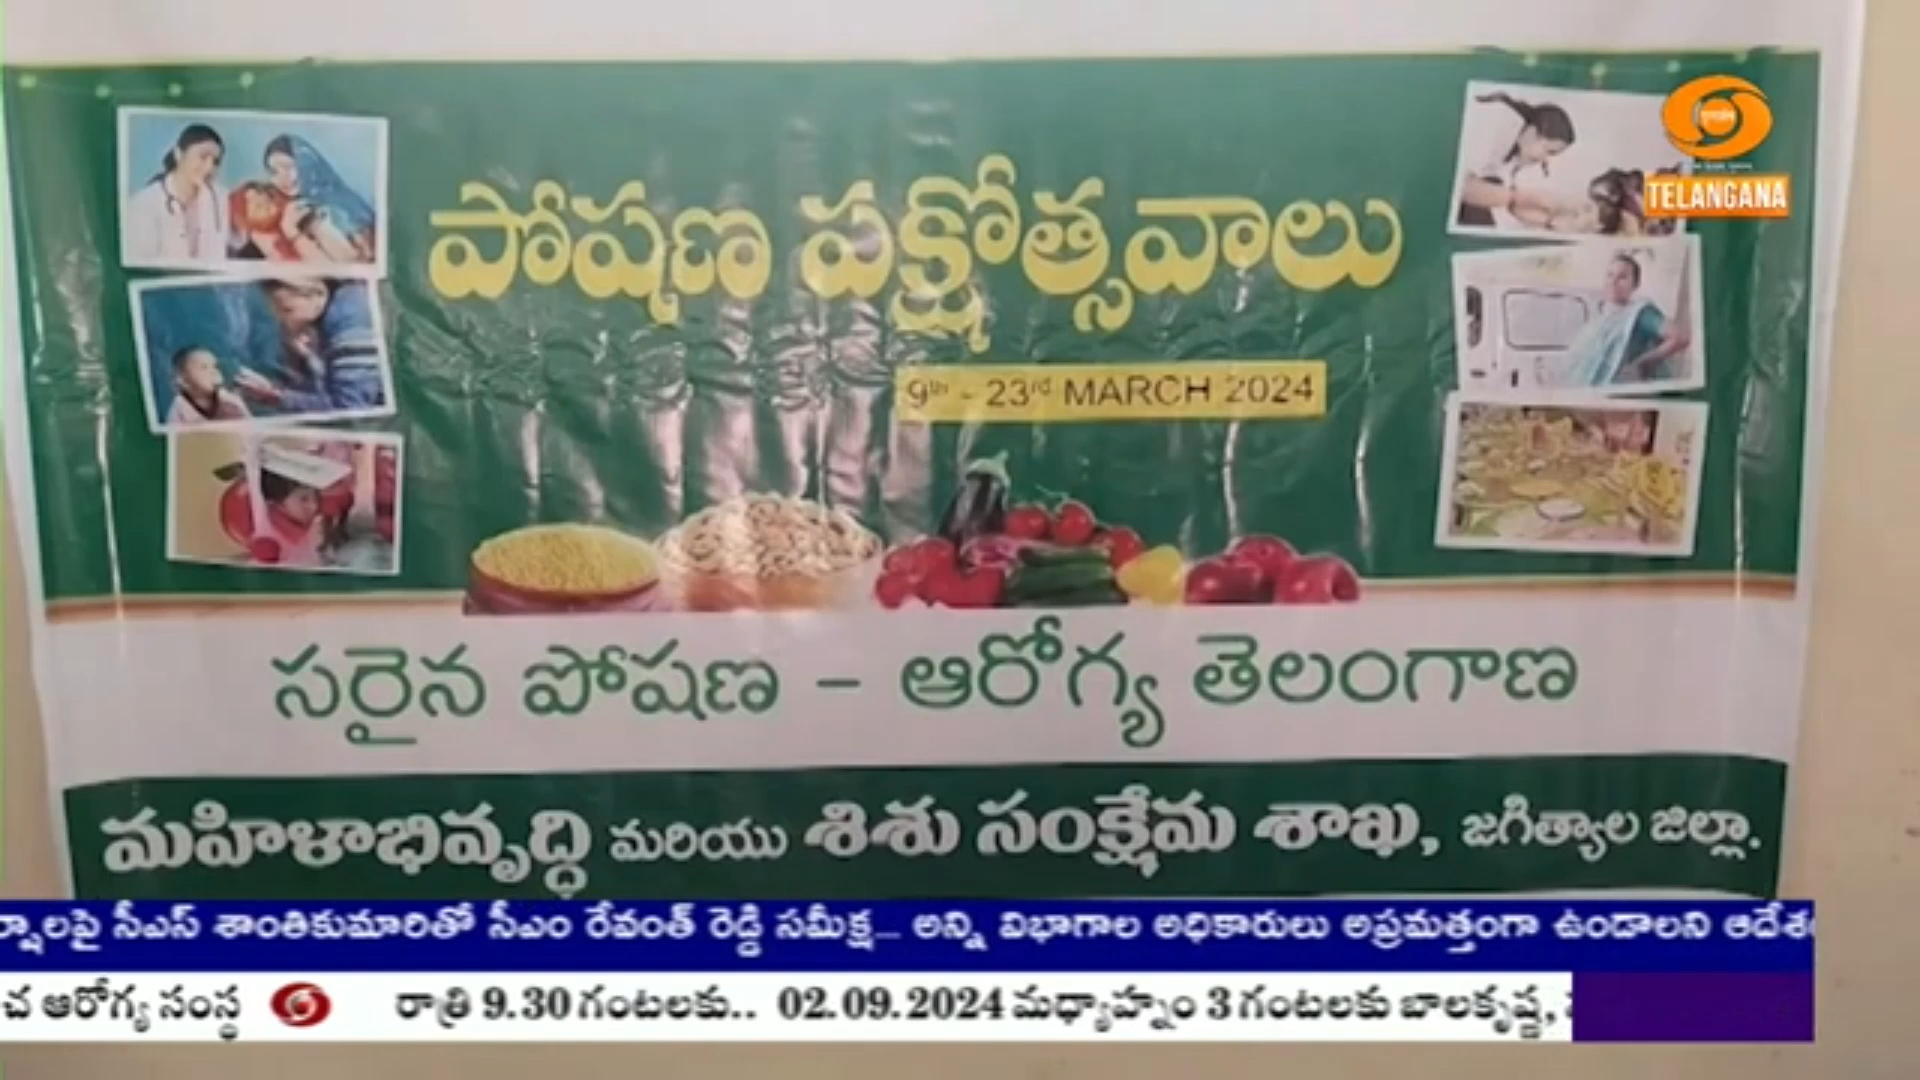 TELANGANA
పోషణ పక్షోత్సవాలు
9th - 23rd MARCH 2024
సరైన పోషణ - ఆరోగ్య తెలంగాణ
మహిళాభివృద్ధి మరియు శిశు సంక్షేమ శాఖ, జగిత్యాల జిల్లా.
సీఎస్ శాంతికుమారితో సీఎం రేవంత్ రెడ్డి సమీక్ష... అన్ని విభాగాల అధికారులు అప్రమత్తంగా ఉండాలని
ఆరోగ్య సంస్థ రాత్రి 9.30 గంటలకు.. 02.09.2024 మధ్యాహ్నం 3 గంటలకు బాలకృష్ణ,